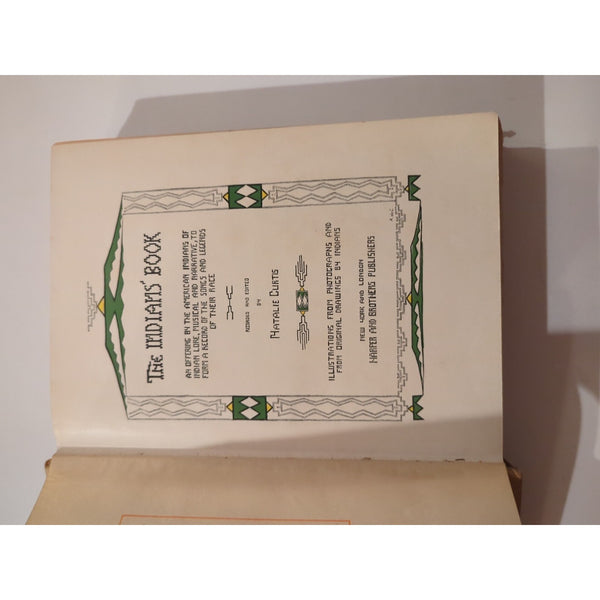 THE INDIANS' BOOK
AN OFFERING BY THE AMERICAN INDIANS OF
INDIAN LORE, MUSICAL AND NARRATIVE, TO
FORM A RECORD OF THE SONGS AND LEGENDS
OF THEIR RACE
RECORDED AND EDITED
BY
NATALIE CURTIS
ILLUSTRATIONS FROM PHOTOGRAPHS AND
FROM ORIGINAL DRAWINGS BY INDIANS
NEW YORK AND LONDON
HARPER AND BROTHERS PUBLISHERS